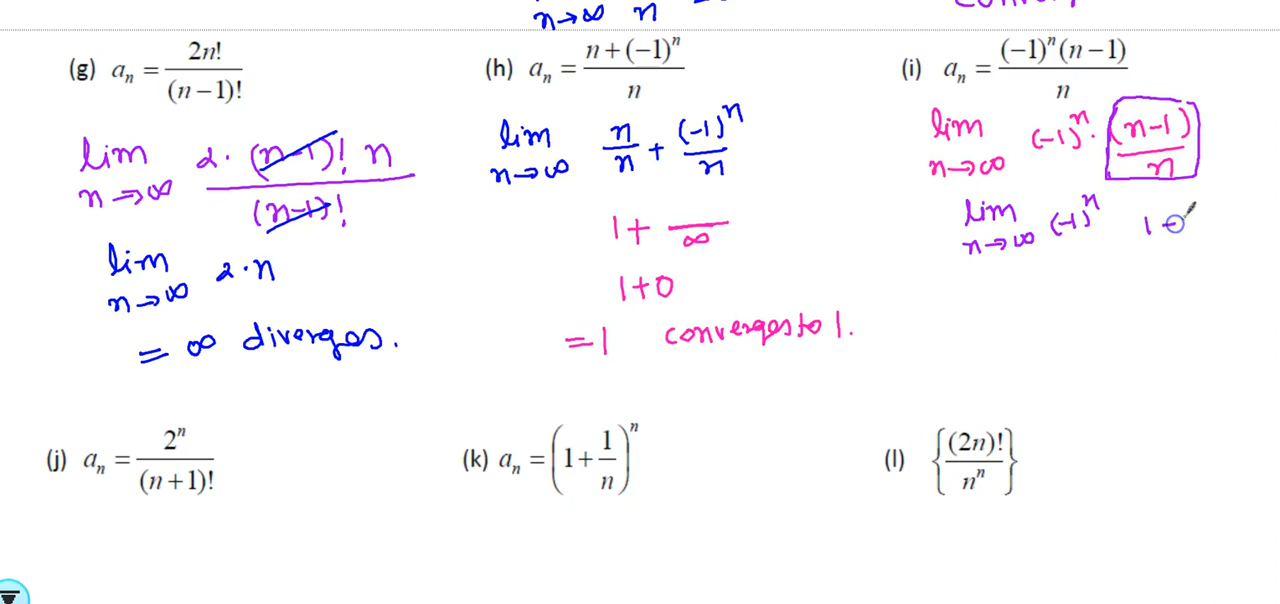 lim n→∞ n
(g) aₙ = 2n!/(n−1)!
lim n→∞ 2·(n−1)! n/(n−1)!
lim n→∞ 2·n
= ∞ diverges.
(h) aₙ = (n+(−1)ⁿ)/n
lim n→∞ n/n + (-1)ⁿ/n
1 + /∞
1+0
=1 converges to 1.
(i) aₙ = (−1)ⁿ(n−1)/n
lim n→∞ (-1)ⁿ · (n-1)/n
lim n→∞ (-1)ⁿ 1 -
(j) aₙ = 2ⁿ/(n+1)!
(k) aₙ = (1+1/n)ⁿ
(l) {(2n)!/nⁿ}